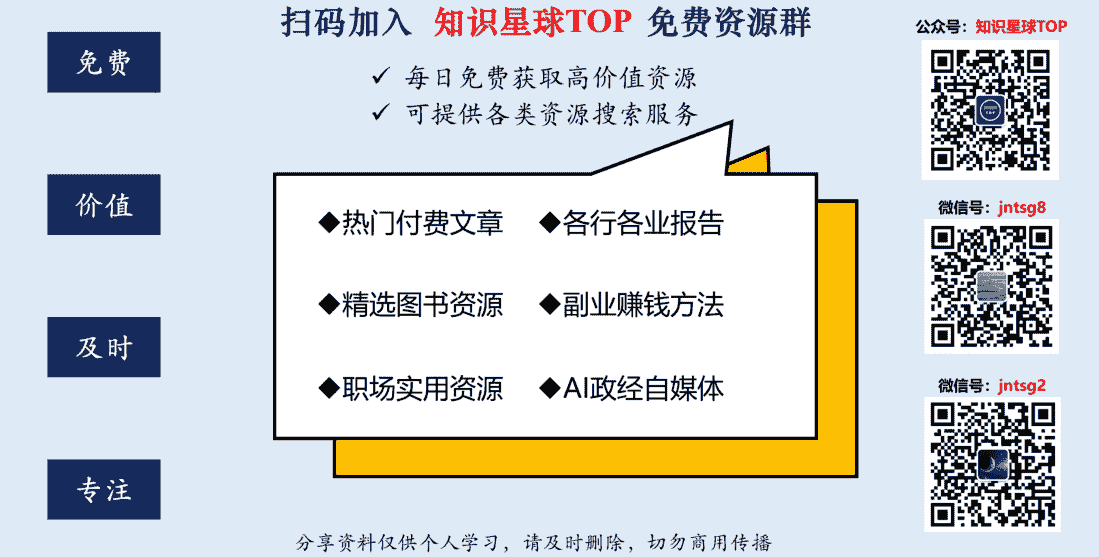 扫码加入 知识星球TOP 免费资源群
✓ 每日免费获取高价值资源
✓ 可提供各类资源搜索服务
免费
价值
及时
专注
◆热门付费文章 ◆各行各业报告
◆精选图书资源 ◆副业赚钱方法
◆职场实用资源 ◆AI政经自媒体
公众号：知识星球TOP
微信号：jntsg8
微信号：jntsg2
分享资料仅供个人学习，请及时删除，切勿商用传播